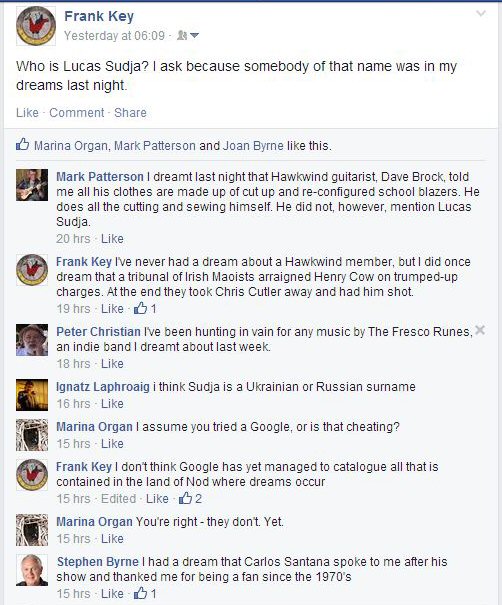 Frank Key
Yesterday at 06:09 ·
Who is Lucas Sudja? I ask because somebody of that name was in my
dreams last night.
Like · Comment · Share
Marina Organ, Mark Patterson and Joan Byrne like this.
Mark Patterson I dreamt last night that Hawkwind guitarist, Dave Brock, told
me all his clothes are made up of cut up and re-configured school blazers. He
does all the cutting and sewing himself. He did not, however, mention Lucas
Sudja.
20 hrs · Like
Frank Key I've never had a dream about a Hawkwind member, but I did once
dream that a tribunal of Irish Maoists arraigned Henry Cow on trumped-up
charges. At the end they took Chris Cutler away and had him shot.
19 hrs · Like · 1
Peter Christian I've been hunting in vain for any music by The Fresco Runes,
an indie band I dreamt about last week.
18 hrs · Like
Ignatz Laphroaig i think Sudja is a Ukrainian or Russian surname
16 hrs · Like
Marina Organ I assume you tried a Google, or is that cheating?
15 hrs · Like
Frank Key I don't think Google has yet managed to catalogue all that is
contained in the land of Nod where dreams occur
15 hrs · Edited · Like · 2
Marina Organ You're right - they don't. Yet.
15 hrs · Like
Stephen Byrne I had a dream that Carlos Santana spoke to me after his
show and thanked me for being a fan since the 1970's
15 hrs · Like · 1